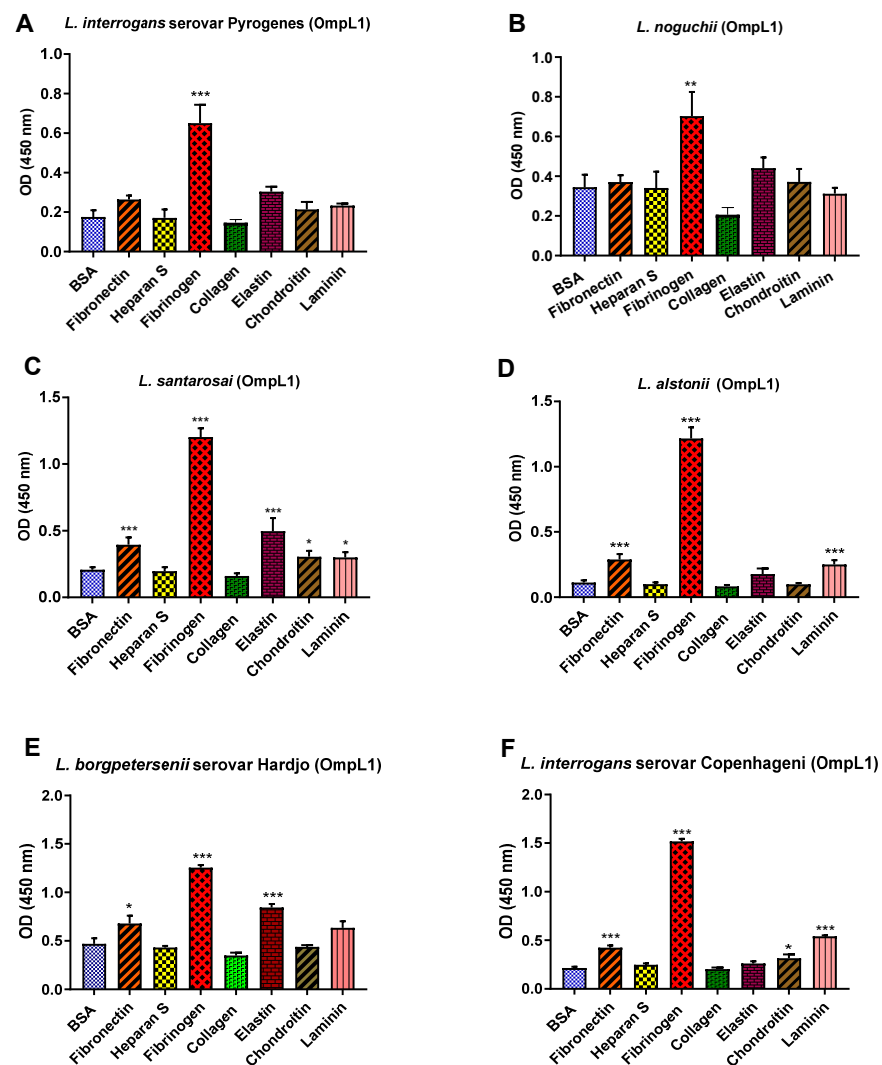 A
L. interrogans serovar Pyrogenes (OmpL1)
OD (450 nm)
1.0
0.8
0.6
0.4
0.2
0.0
***
BSA
Fibronectin
Heparan S
Fibrinogen
Collagen
Elastin
Chondroitin
Laminin
B
L. noguchii (OmpL1)
OD (450 nm)
1.0
0.8
0.6
0.4
0.2
0.0
**
BSA
Fibronectin
Heparan S
Fibrinogen
Collagen
Elastin
Chondroitin
Laminin
C
L. santarosai (OmpL1)
OD (450 nm)
1.5
1.0
0.5
0.0
***
***
***
*
*
BSA
Fibronectin
Heparan S
Fibrinogen
Collagen
Elastin
Chondroitin
Laminin
D
L. alstonii (OmpL1)
OD (450 nm)
1.5
1.0
0.5
0.0
***
***
***
BSA
Fibronectin
Heparan S
Fibrinogen
Collagen
Elastin
Chondroitin
Laminin
E
L. borgpetersenii serovar Hardjo (OmpL1)
OD (450 nm)
2.0
1.5
1.0
0.5
0.0
*
***
***
BSA
Fibronectin
Heparan S
Fibrinogen
Collagen
Elastin
Chondroitin
Laminin
F
L. interrogans serovar Copenhageni (OmpL1)
OD (450 nm)
2.0
1.5
1.0
0.5
0.0
***
***
*
***
BSA
Fibronectin
Heparan S
Fibrinogen
Collagen
Elastin
Chondroitin
Laminin